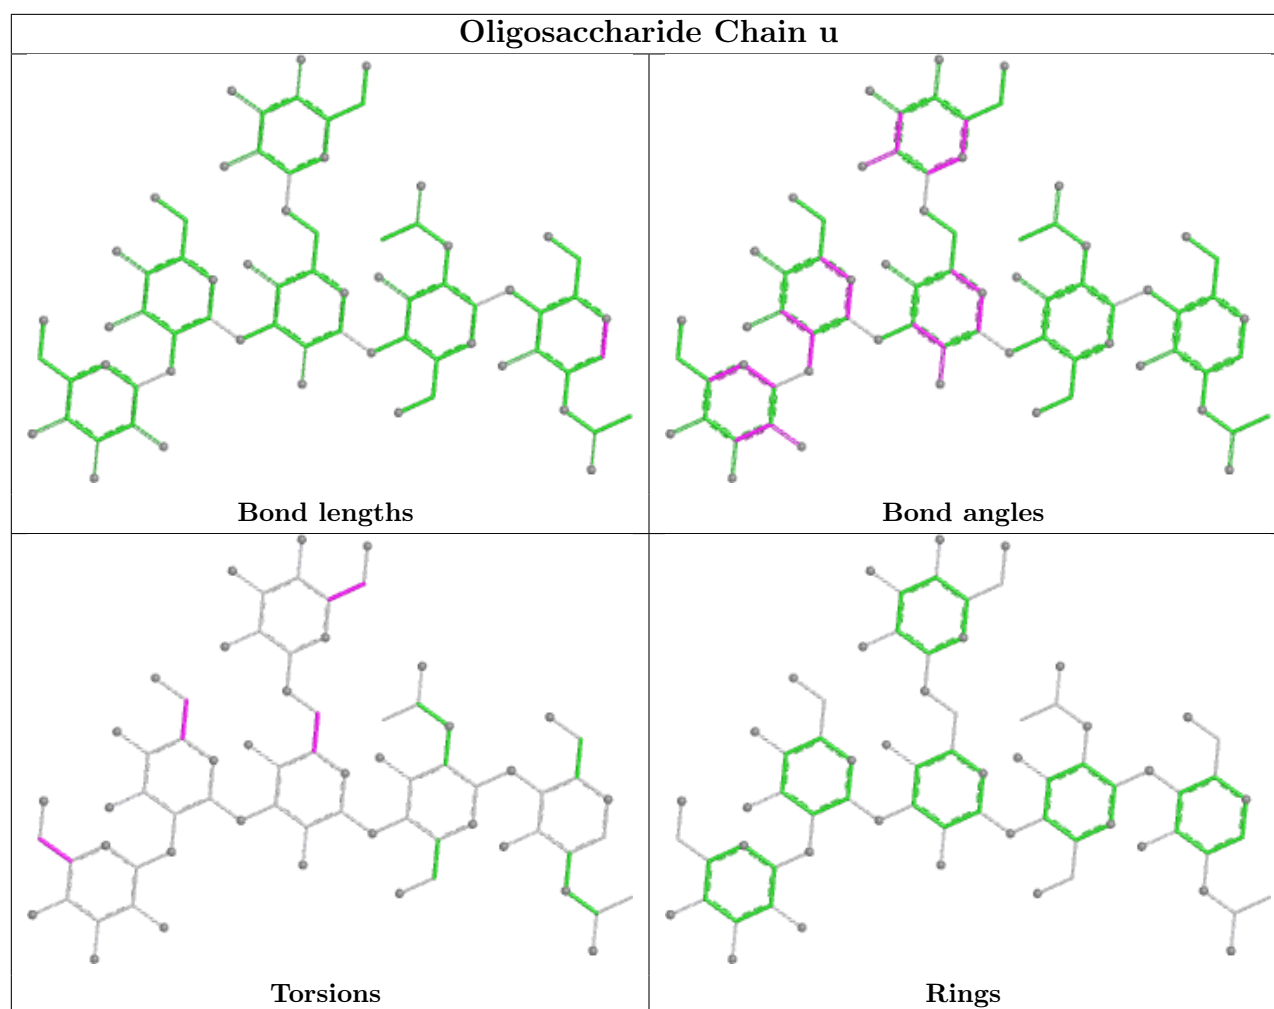 Oligosaccharide Chain u
Bond lengths
Bond angles
Torsions
Rings